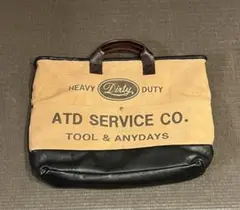 HEAVY Dirty DUTY
ATD SERVICE CO.
TOOL & ANYDAYS